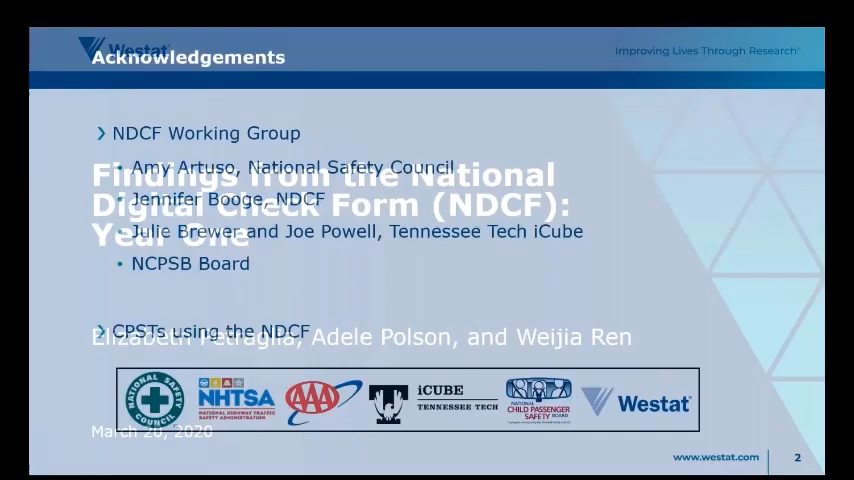 Westat
Improving Lives Through Research
Acknowledgements
NDCF Working Group
Amy Artuso, National Safety Council
Findings from the National
Jennifer Booge, NDCF
Digital Check Form (NDCF):
Julie Brewer and Joe Powell, Tennessee Tech iCube
Year One
NCPSB Board
CPSTs using the NDCF
Elizabeth Petraglia, Adele Polson, and Weijia Ren
NATIONAL SAFETY COUNCIL
NHTSA
NATIONAL HIGHWAY TRAFFIC
SAFETY ADMINISTRATION
AAA
iCUBE
TENNESSEE TECH
NATIONAL
CHILD PASSENGER
SAFETY BOARD
Westat
March 20, 2020
www.westat.com
2